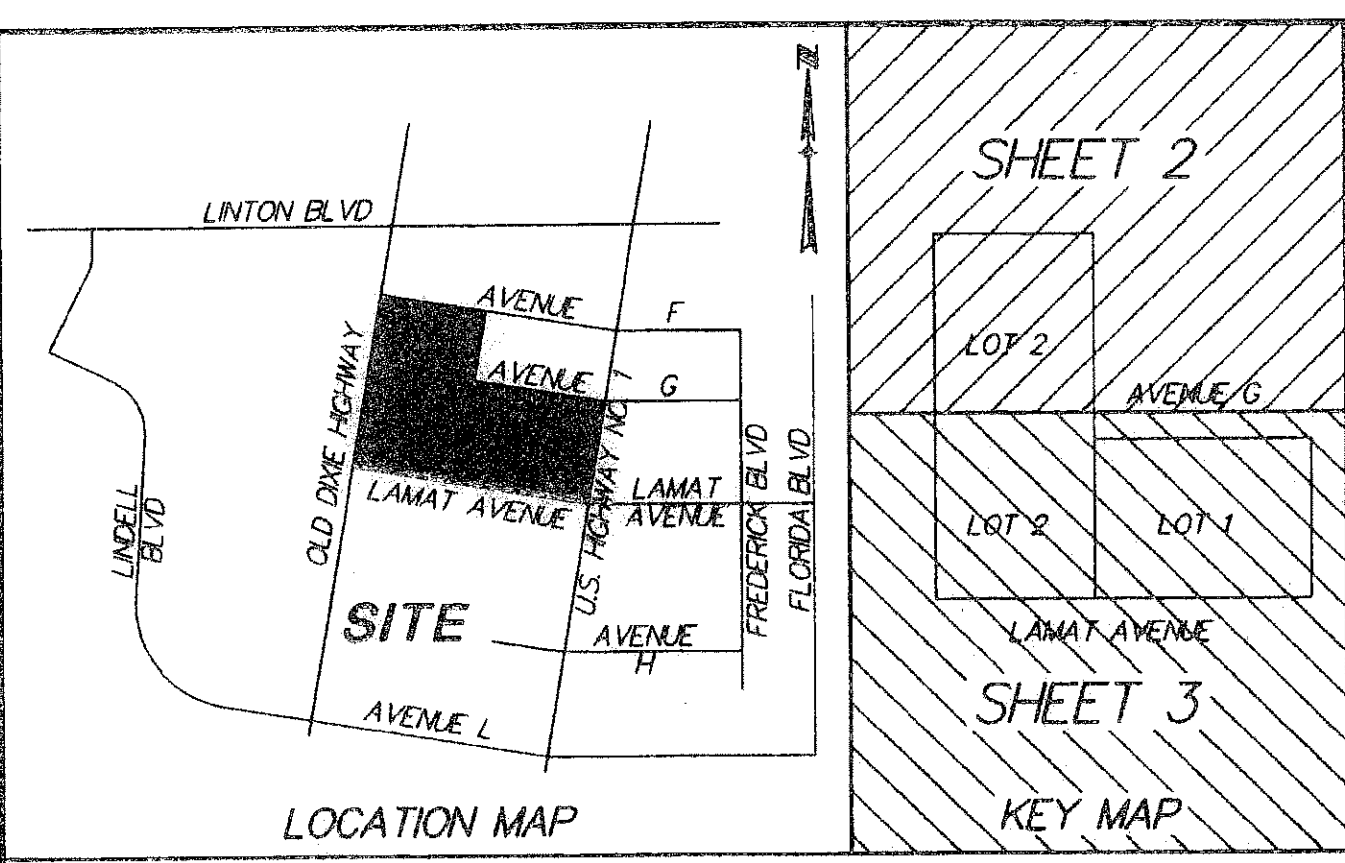 N
LINTON BLVD
AVENUE F
AVENUE G
OLD DIXIE HIGHWAY
U.S. HIGHWAY NO. 1
LAMAT AVENUE
LAMAT
AVENUE
FREDERICK BLVD
FLORIDA BLVD
LINDELL
BLVD
SITE
AVENUE
H
AVENUE L
LOCATION MAP
SHEET 2
LOT 2
AVENUE G
LOT 2
LOT 1
LAMAT AVENUE
SHEET 3
KEY MAP